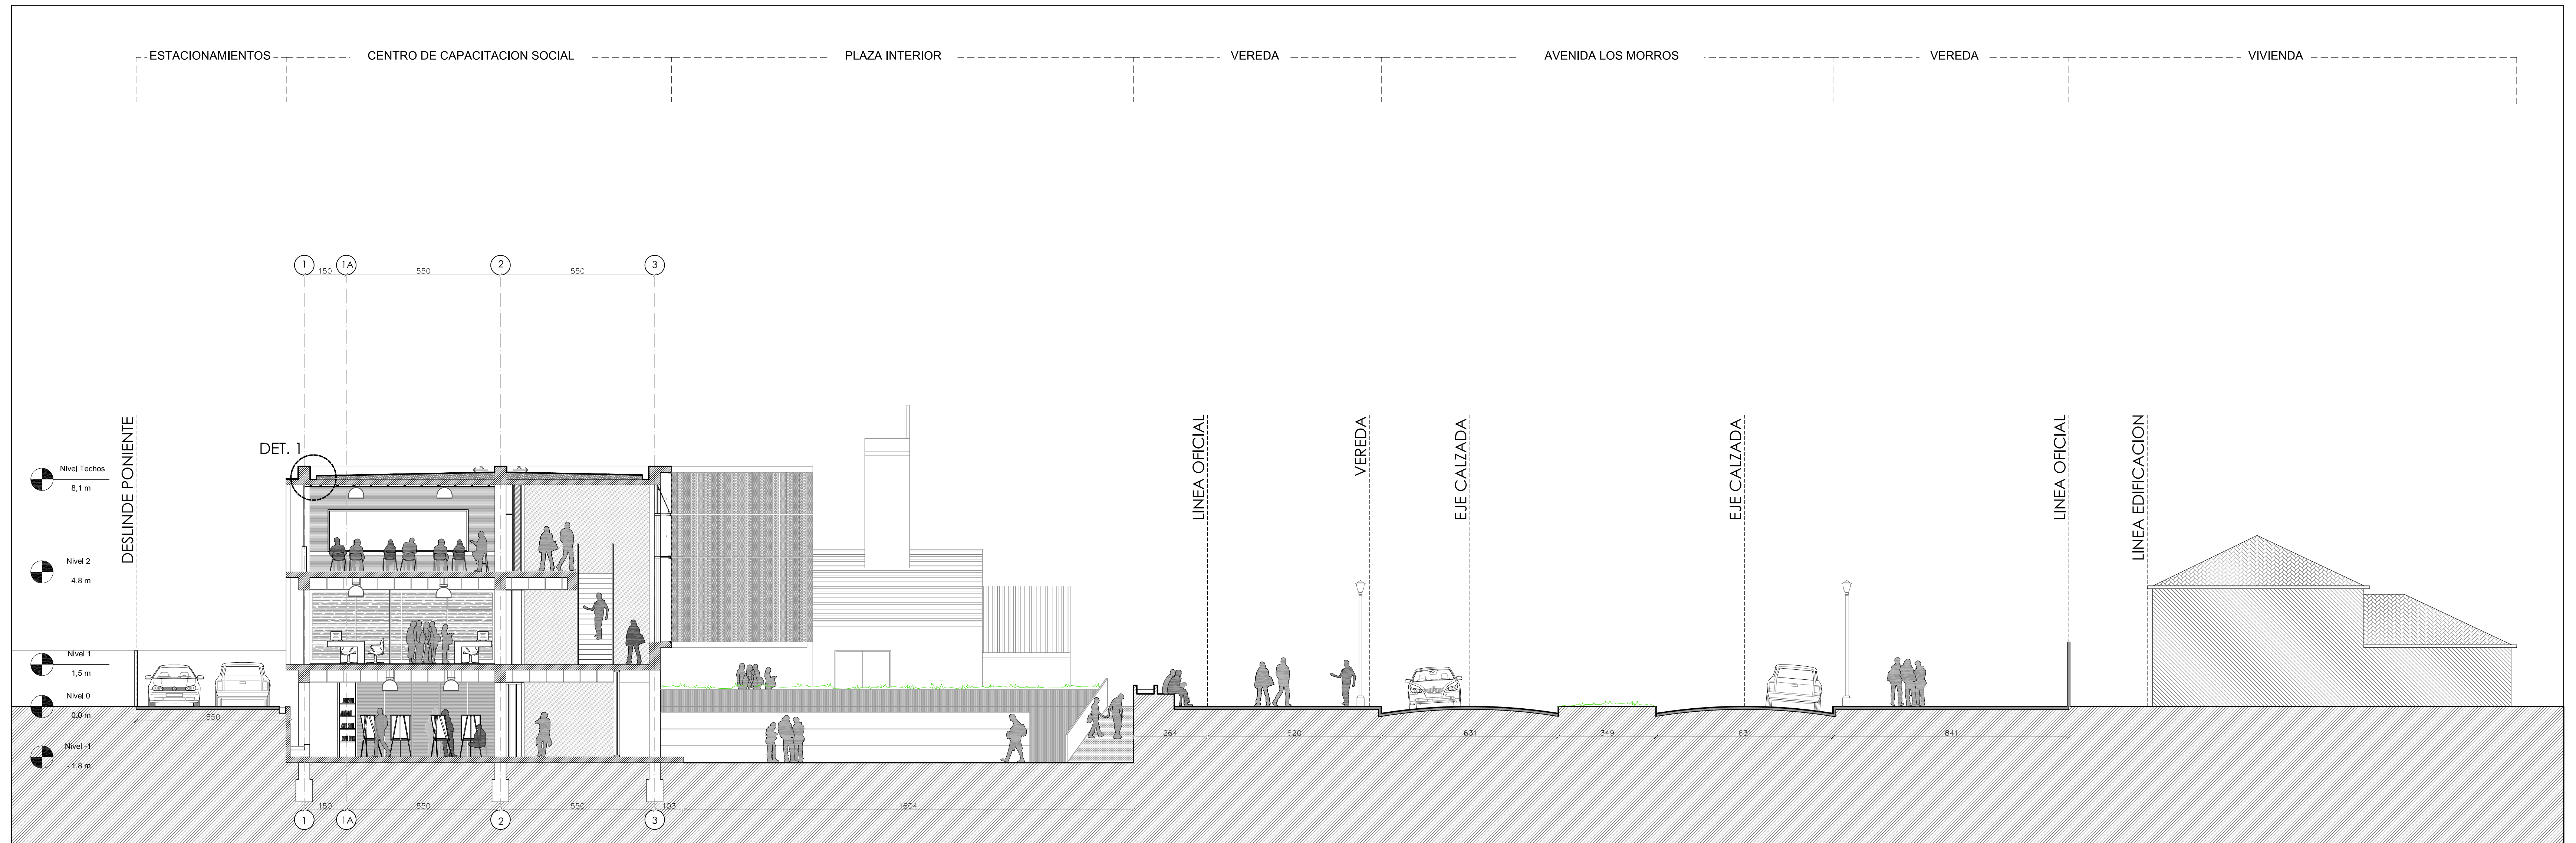 ESTACIONAMIENTOS
CENTRO DE CAPACITACION SOCIAL
PLAZA INTERIOR
VEREDA
AVENIDA LOS MORROS
VEREDA
VIVIENDA
1
150
1A
550
2
550
3
DESLINDE PONIENTE
DET. 1
LINEA OFICIAL
VEREDA
EJE CALZADA
EJE CALZADA
LINEA OFICIAL
LINEA EDIFICACION
Nivel Techos
8,1 m
Nivel 2
4,8 m
Nivel 1
1,5 m
Nivel 0
0,0 m
Nivel -1
- 1,8 m
550
264
620
631
349
631
841
150
550
550
103
1604
1
1A
2
3